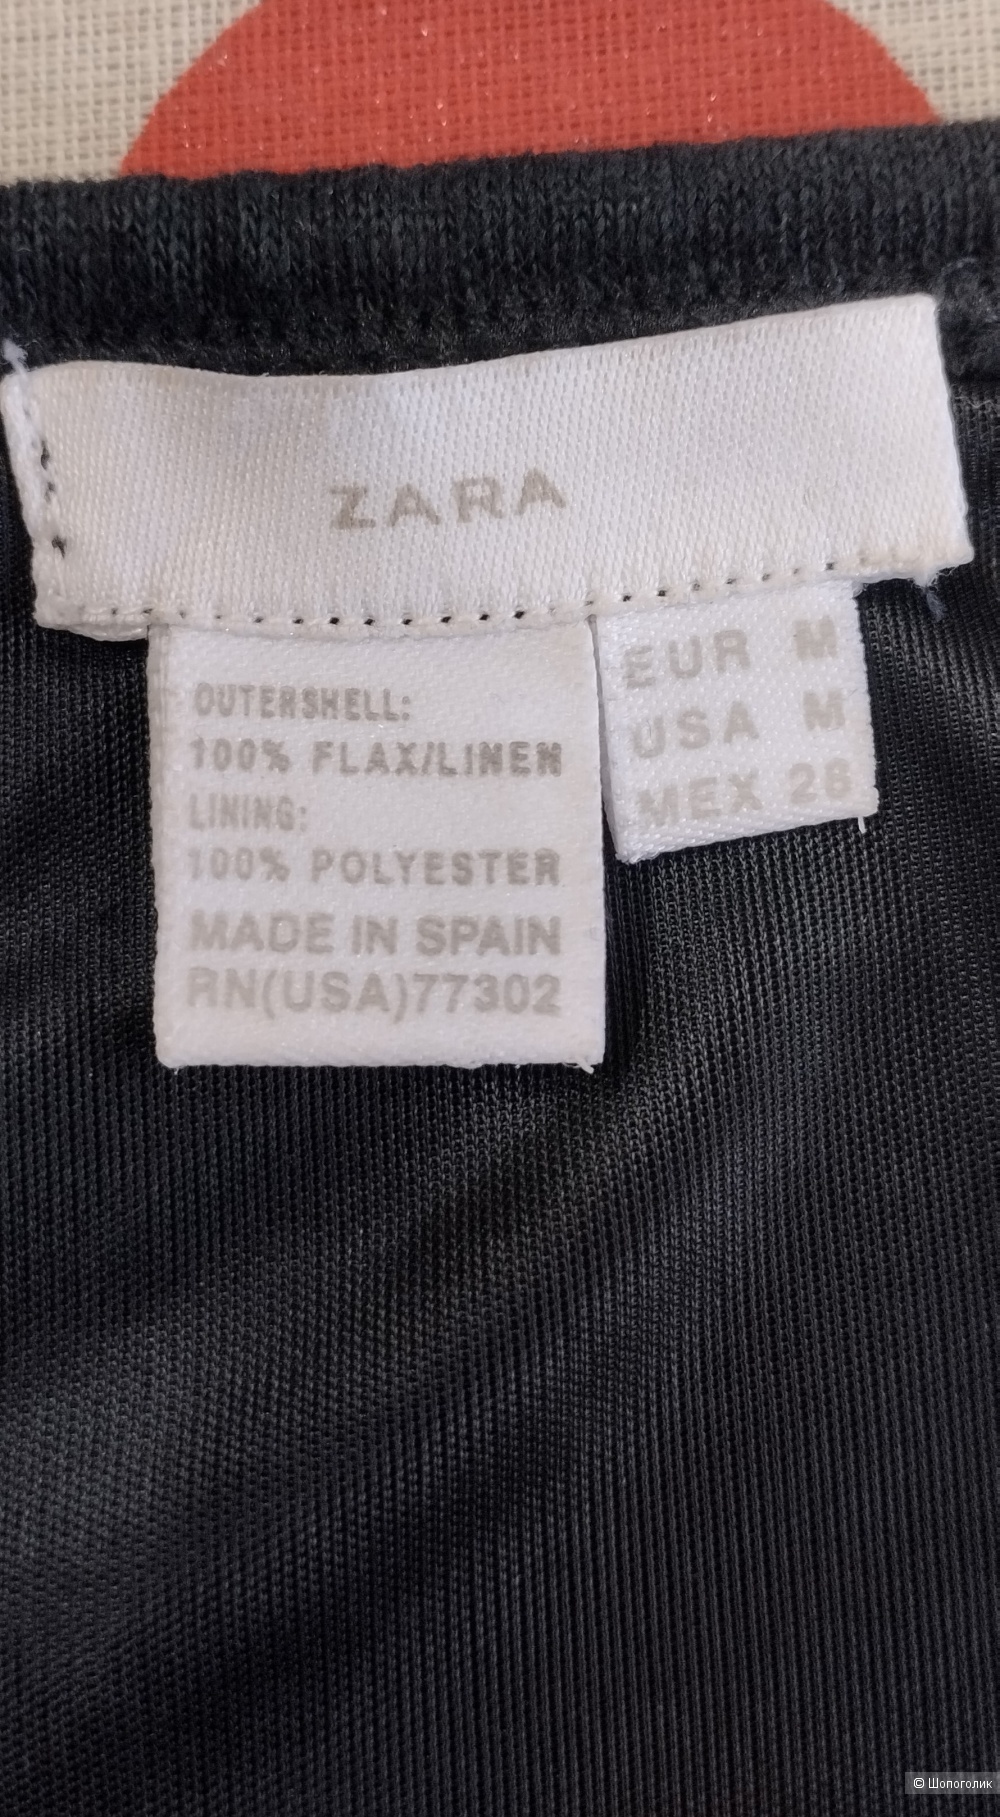 ZARA
OUTERSHELL:
100% FLAX/LINEN
LINING:
100% POLYESTER
MADE IN SPAIN
RN(USA)77302
EUR M
USA M
MEX 28
© Шопоголик